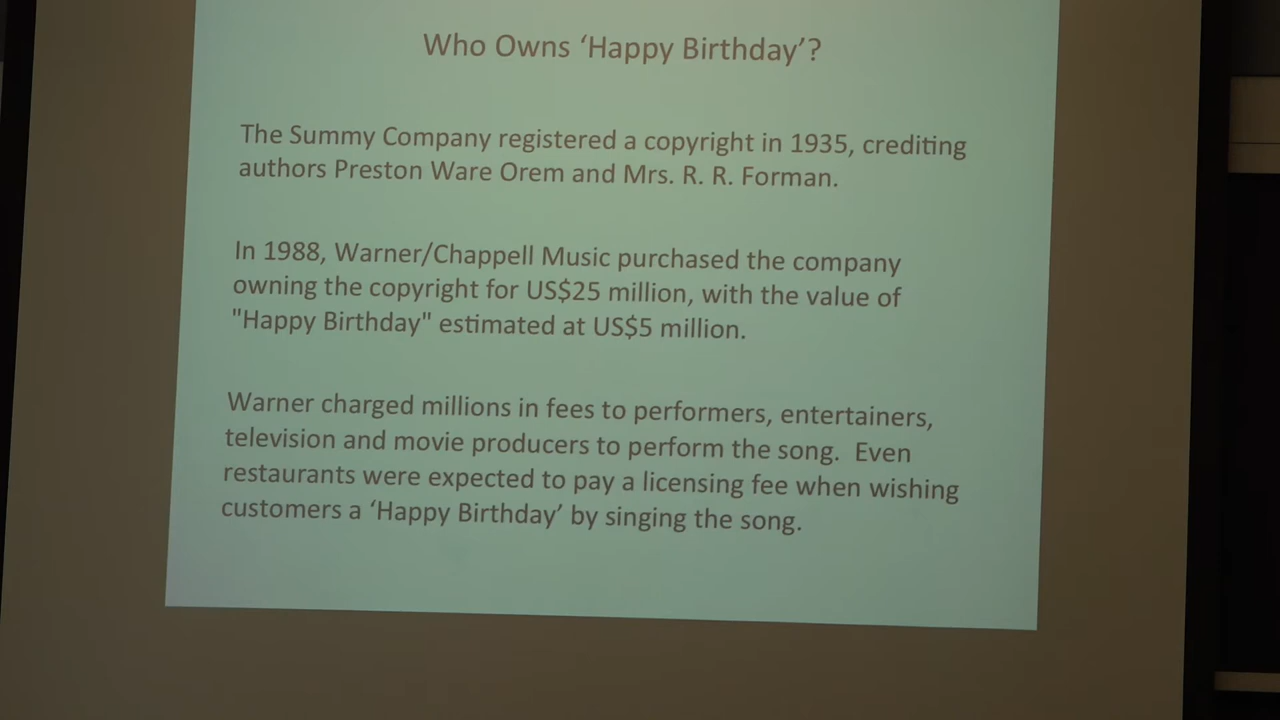 Who Owns ‘Happy Birthday’?
The Summy Company registered a copyright in 1935, crediting
authors Preston Ware Orem and Mrs. R. R. Forman.
In 1988, Warner/Chappell Music purchased the company
owning the copyright for US$25 million, with the value of
"Happy Birthday" estimated at US$5 million.
Warner charged millions in fees to performers, entertainers,
television and movie producers to perform the song.  Even
restaurants were expected to pay a licensing fee when wishing
customers a ‘Happy Birthday’ by singing the song.